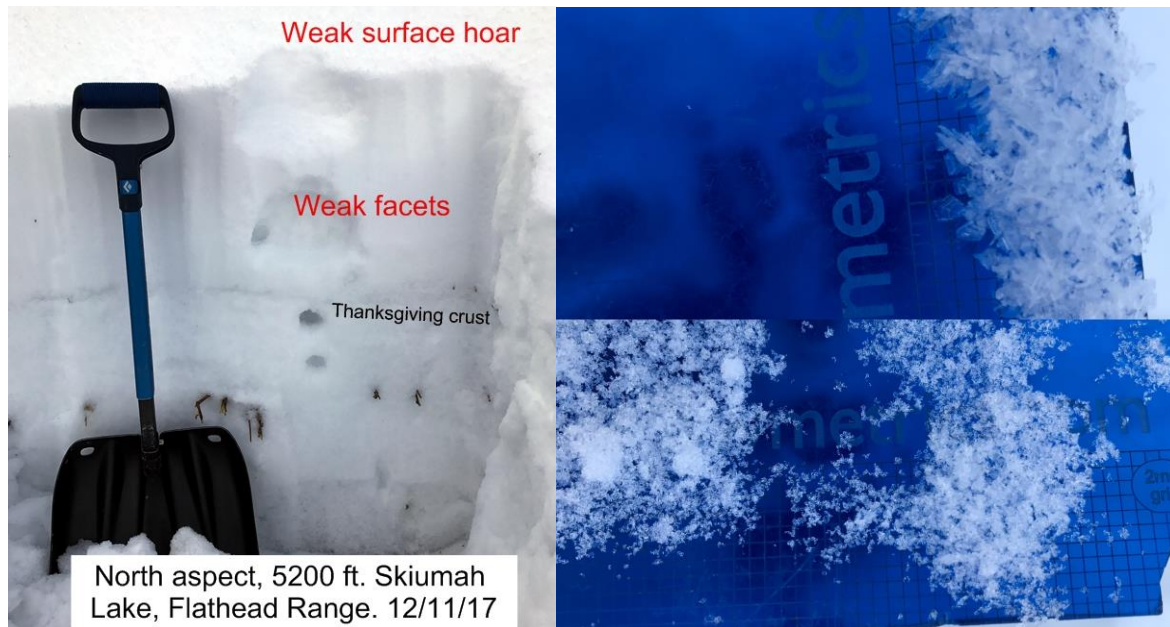 Weak surface hoar
Weak facets
Thanksgiving crust
North aspect, 5200 ft. Skiumah
Lake, Flathead Range. 12/11/17
metrics